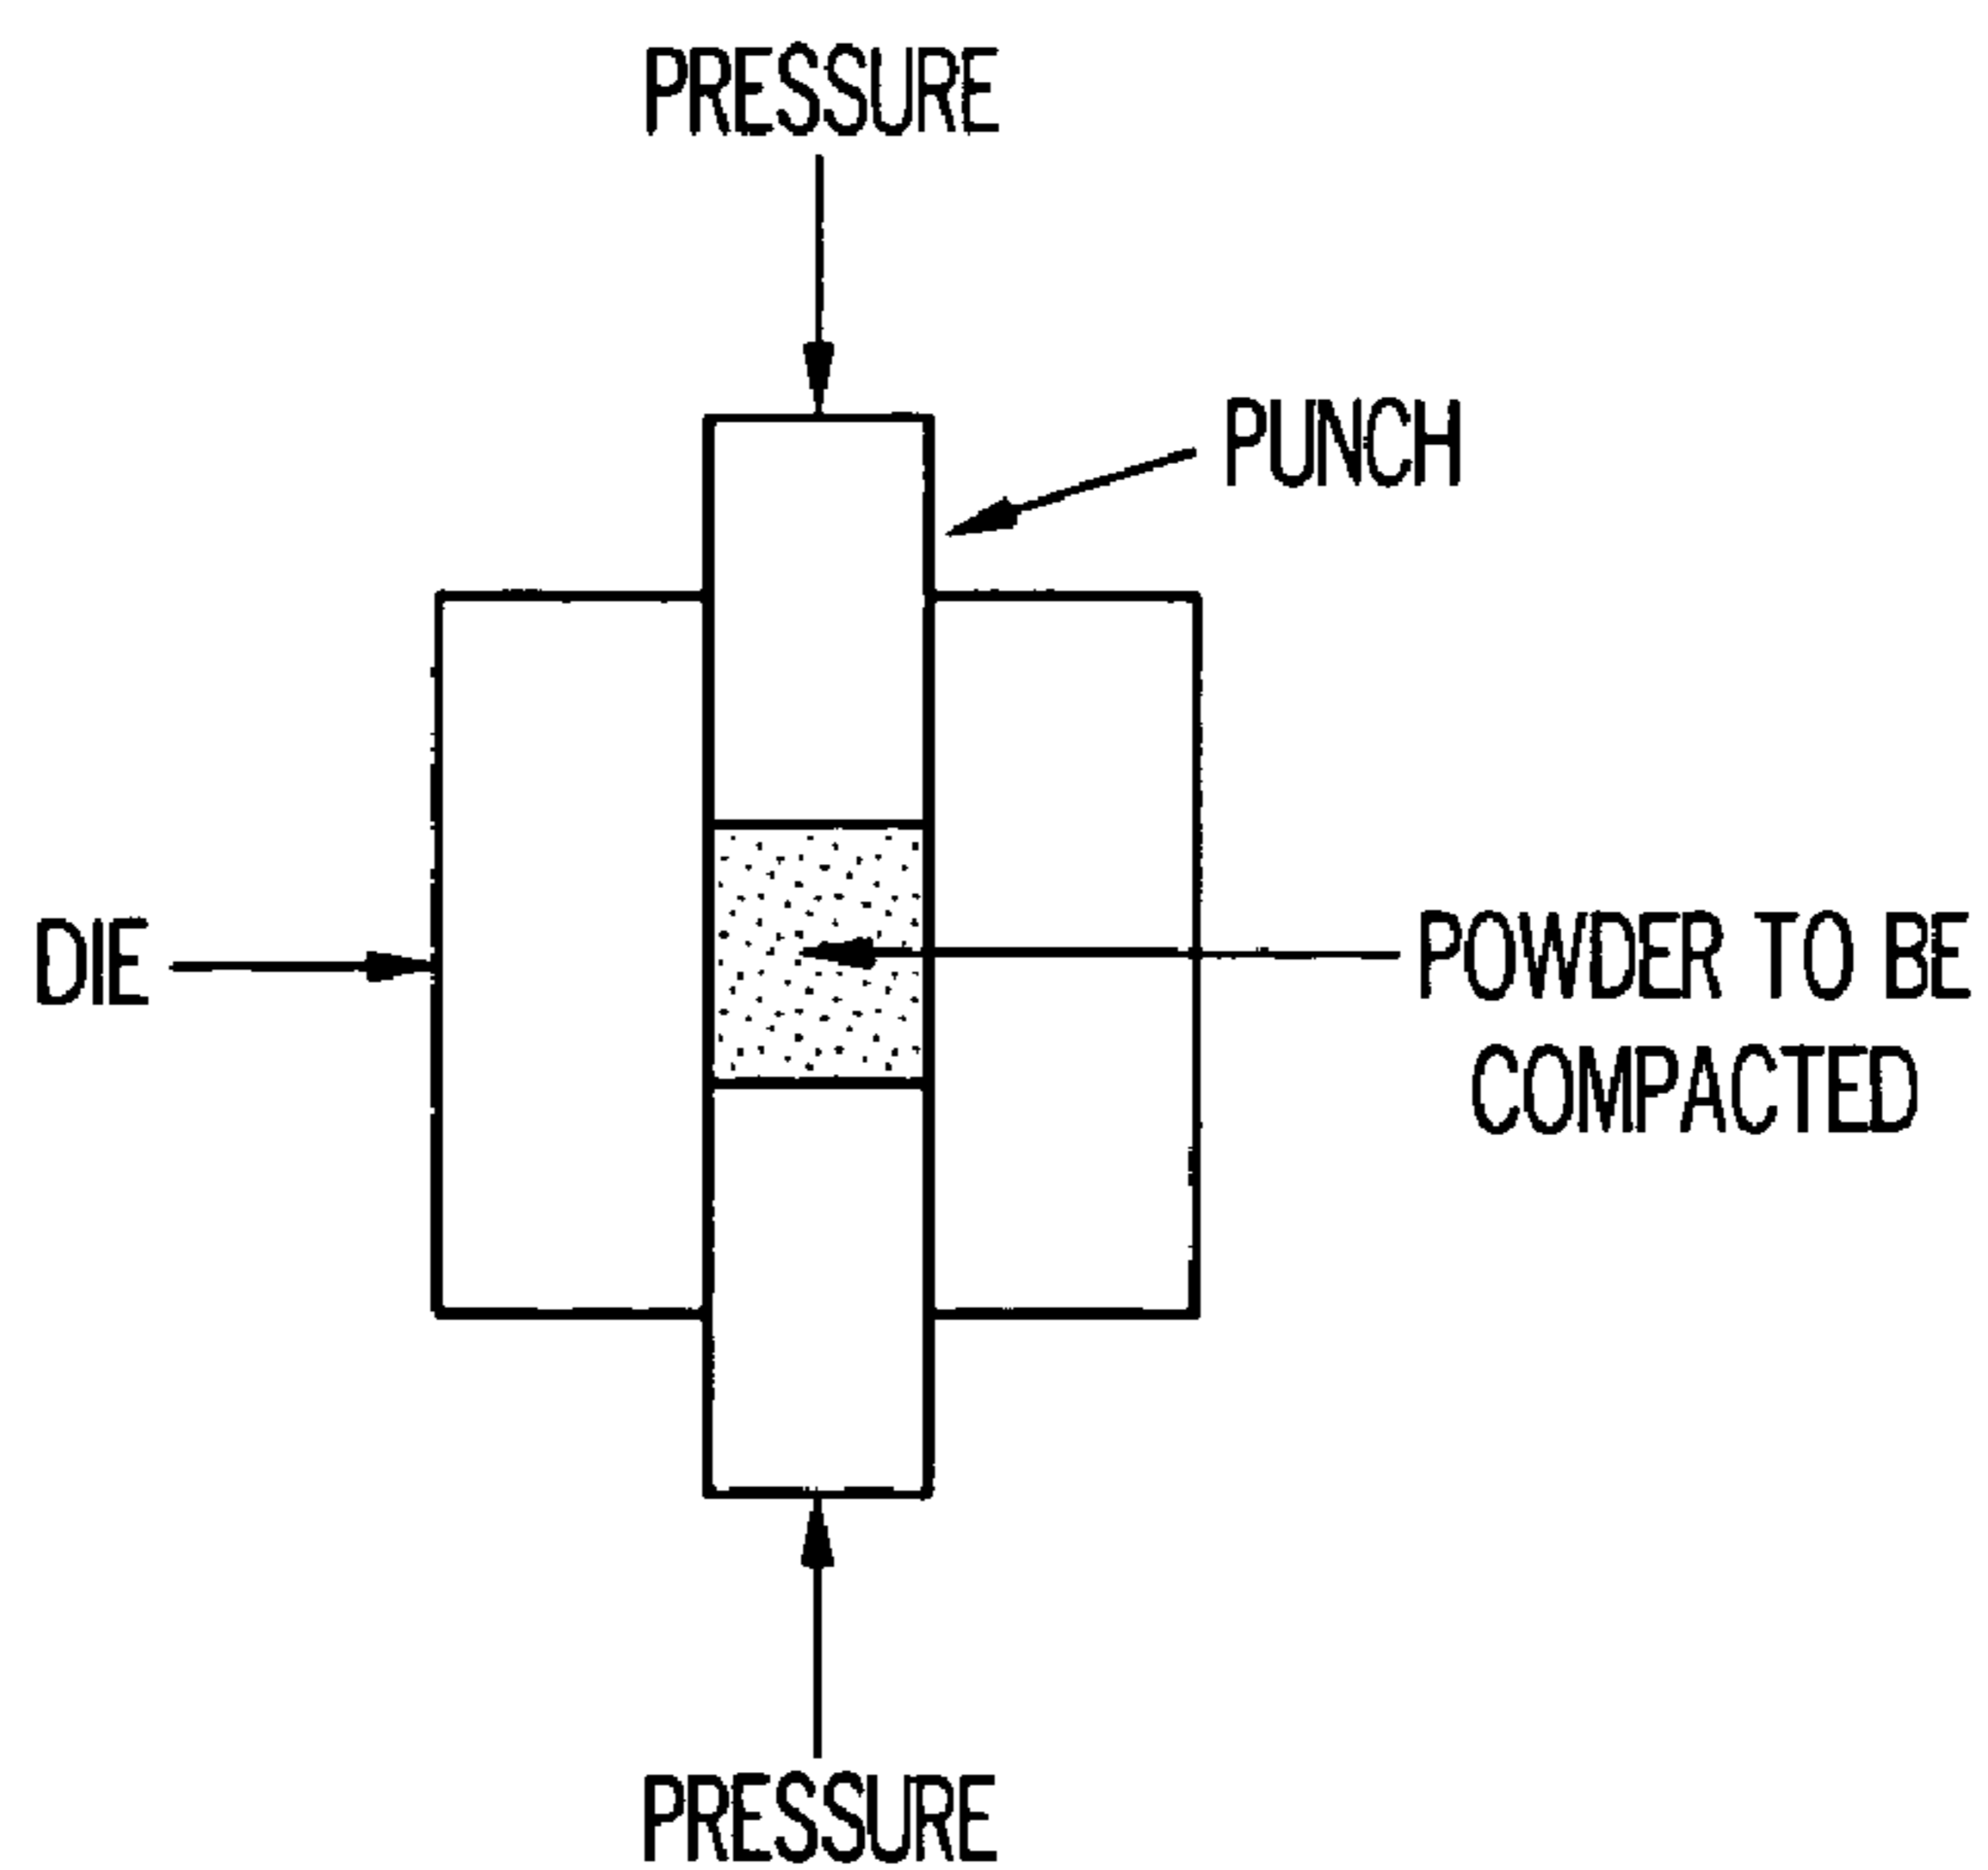 PRESSURE
PUNCH
DIE
POWDER TO BE
COMPACTED
PRESSURE